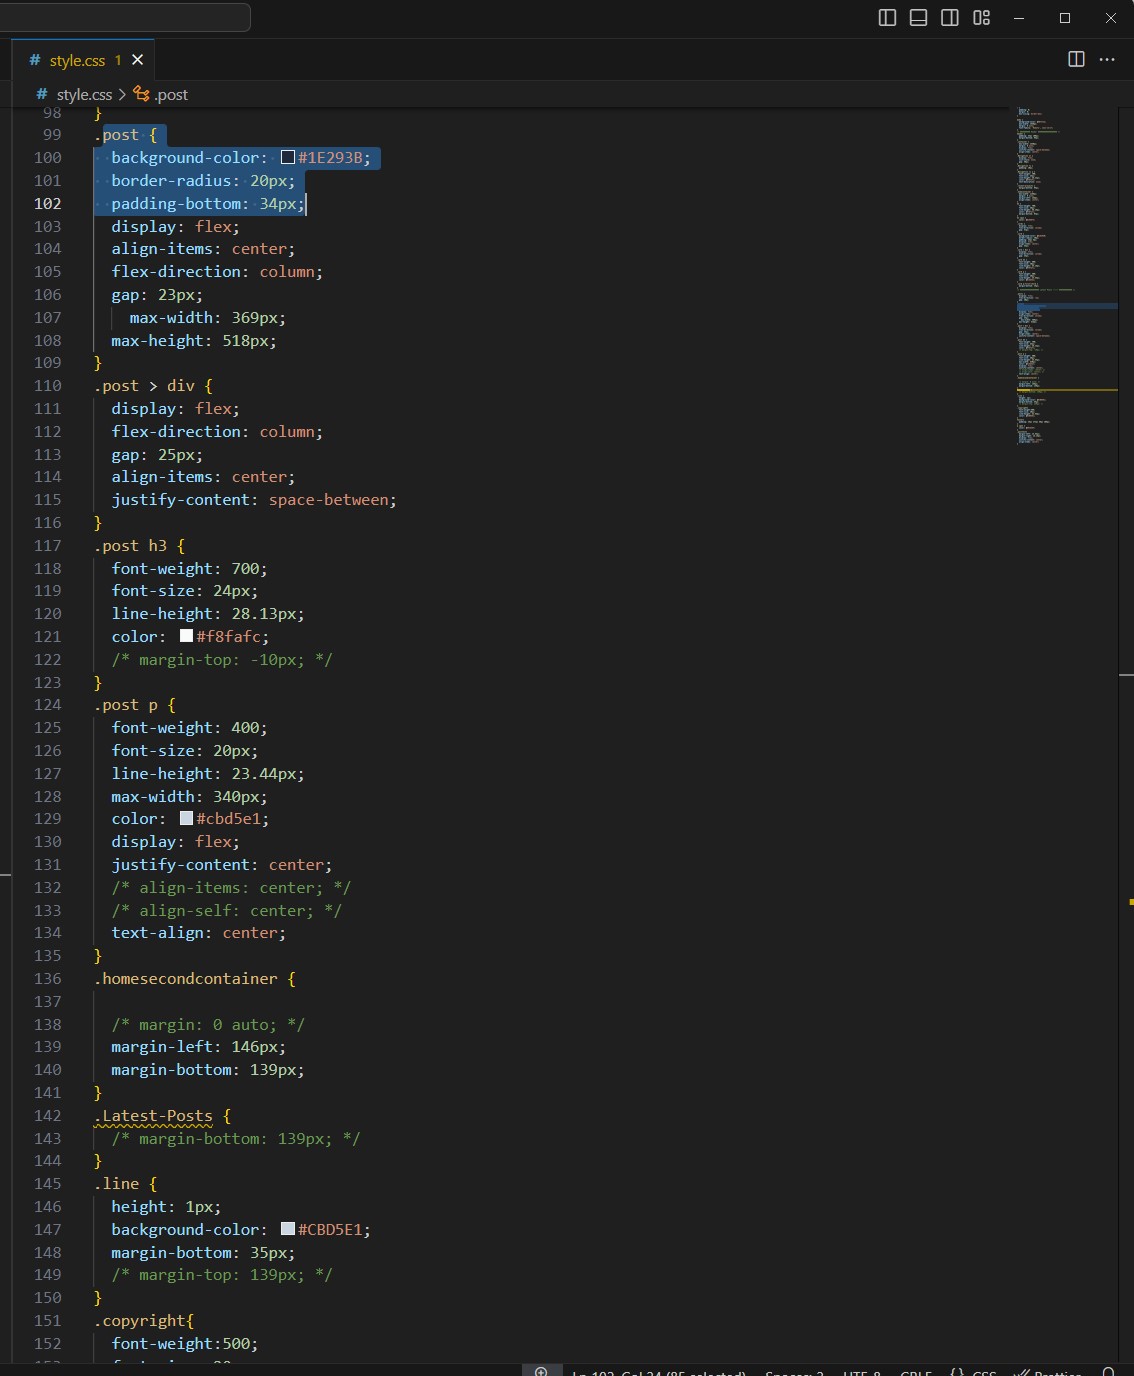 # style.css 1
# style.css > .post
98 }
99 .post {
100 background-color: #1E293B;
101 border-radius: 20px;
102 padding-bottom: 34px;
103 display: flex;
104 align-items: center;
105 flex-direction: column;
106 gap: 23px;
107 max-width: 369px;
108 max-height: 518px;
109 }
110 .post > div {
111 display: flex;
112 flex-direction: column;
113 gap: 25px;
114 align-items: center;
115 justify-content: space-between;
116 }
117 .post h3 {
118 font-weight: 700;
119 font-size: 24px;
120 line-height: 28.13px;
121 color: #f8fafc;
122 /* margin-top: -10px; */
123 }
124 .post p {
125 font-weight: 400;
126 font-size: 20px;
127 line-height: 23.44px;
128 max-width: 340px;
129 color: #cbd5e1;
130 display: flex;
131 justify-content: center;
132 /* align-items: center; */
133 /* align-self: center; */
134 text-align: center;
135 }
136 .homesecondcontainer {
137
138 /* margin: 0 auto; */
139 margin-left: 146px;
140 margin-bottom: 139px;
141 }
142 .Latest-Posts {
143 /* margin-bottom: 139px; */
144 }
145 .line {
146 height: 1px;
147 background-color: #CBD5E1;
148 margin-bottom: 35px;
149 /* margin-top: 139px; */
150 }
151 .copyright{
152 font-weight:500;
Ln 102, Col 24 (85 selected) Spaces: 2 UTF-8 CRLF {} CSS Prettier